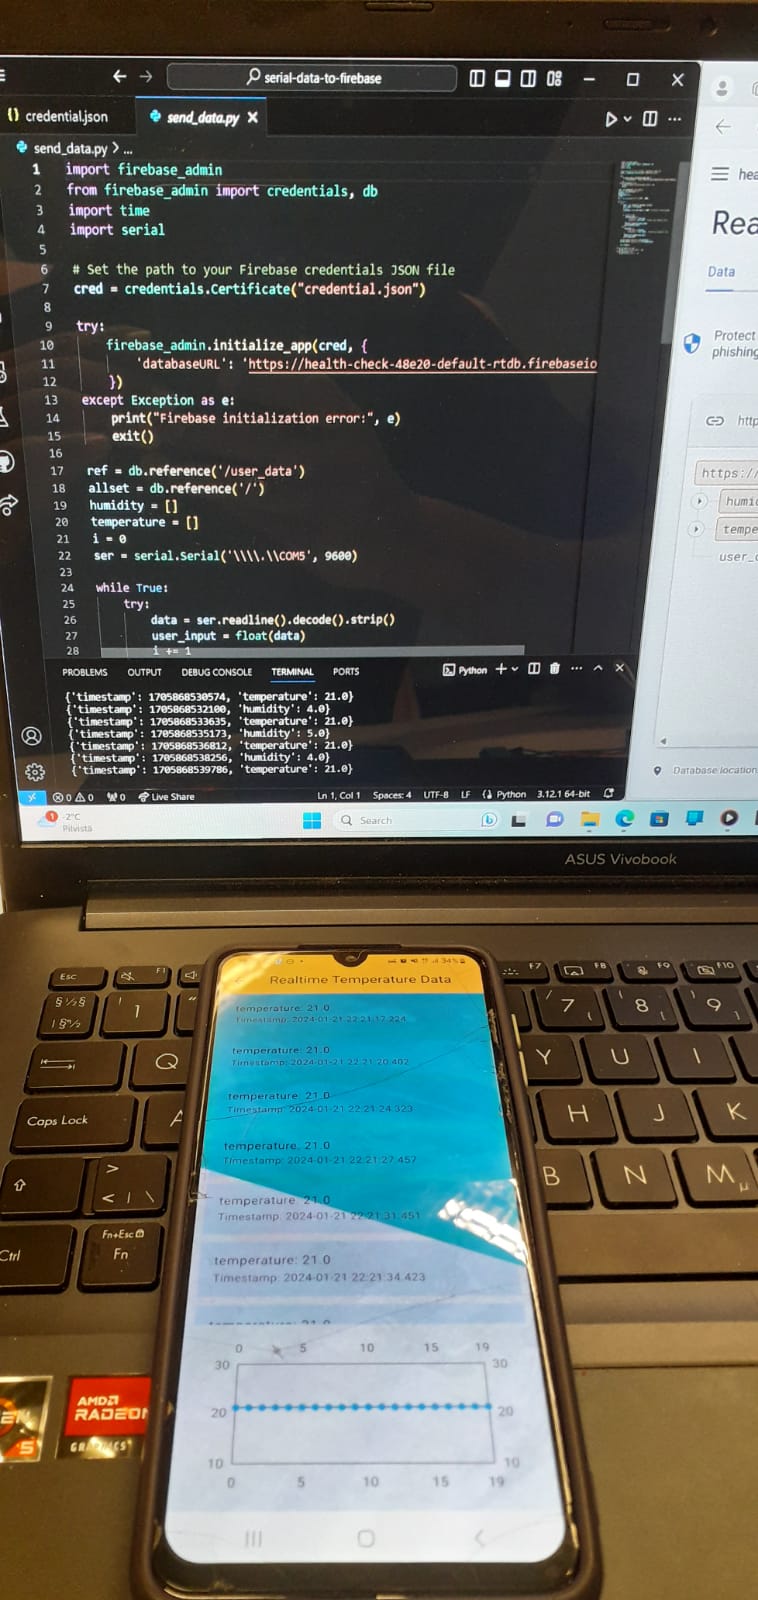 serial-data-to-firebase
credential.json
send_data.py
send_data.py > ...
1 import firebase_admin
2 from firebase_admin import credentials, db
3 import time
4 import serial
5
6 # Set the path to your Firebase credentials JSON file
7 cred = credentials.Certificate("credential.json")
8
9 try:
10 firebase_admin.initialize_app(cred, {
11 'databaseURL': 'https://health-check-48e20-default-rtdb.firebaseio
12 })
13 except Exception as e:
14 print("Firebase initialization error:", e)
15 exit()
16
17 ref = db.reference('/user_data')
18 allset = db.reference('/')
19 humidity = []
20 temperature = []
21 i = 0
22 ser = serial.Serial('\\\\.\\COM5', 9600)
23
24 while True:
25 try:
26 data = ser.readline().decode().strip()
27 user_input = float(data)
28 i += 1
PROBLEMS OUTPUT DEBUG CONSOLE TERMINAL PORTS
Python
{'timestamp': 1705868530574, 'temperature': 21.0}
{'timestamp': 1705868532100, 'humidity': 4.0}
{'timestamp': 1705868533635, 'temperature': 21.0}
{'timestamp': 1705868535173, 'humidity': 5.0}
{'timestamp': 1705868536812, 'temperature': 21.0}
{'timestamp': 1705868538256, 'humidity': 4.0}
{'timestamp': 1705868539786, 'temperature': 21.0}
0 0 0 Live Share Ln 1, Col 1 Spaces: 4 UTF-8 LF Python 3.12.1 64-bit
hea
Rea
Data
Protect
phishing
http
https://
humi
tempe
user_
Database location
1
-2°C
Pilvistä
Search
ASUS Vivobook
Esc F1 F7 F8 F9 F10
1 7 8 9
Q Y U I
Caps Lock A H J K
> < | \ B N M µ
Ctrl Fn+Esc Fn
AMD
RADEON
GRAPHICS
5
34%
Realtime Temperature Data
temperature: 21.0
Timestamp: 2024-01-21 22:21:17.224
temperature: 21.0
Timestamp: 2024-01-21 22:21:20.402
temperature: 21.0
Timestamp: 2024-01-21 22:21:24.323
temperature: 21.0
Timestamp: 2024-01-21 22:21:27.457
temperature: 21.0
Timestamp: 2024-01-21 22:21:31.451
temperature: 21.0
Timestamp: 2024-01-21 22:21:34.423
temperature: 21.0
0 5 10 15 19
30 30
20 20
10 10
0 5 10 15 19